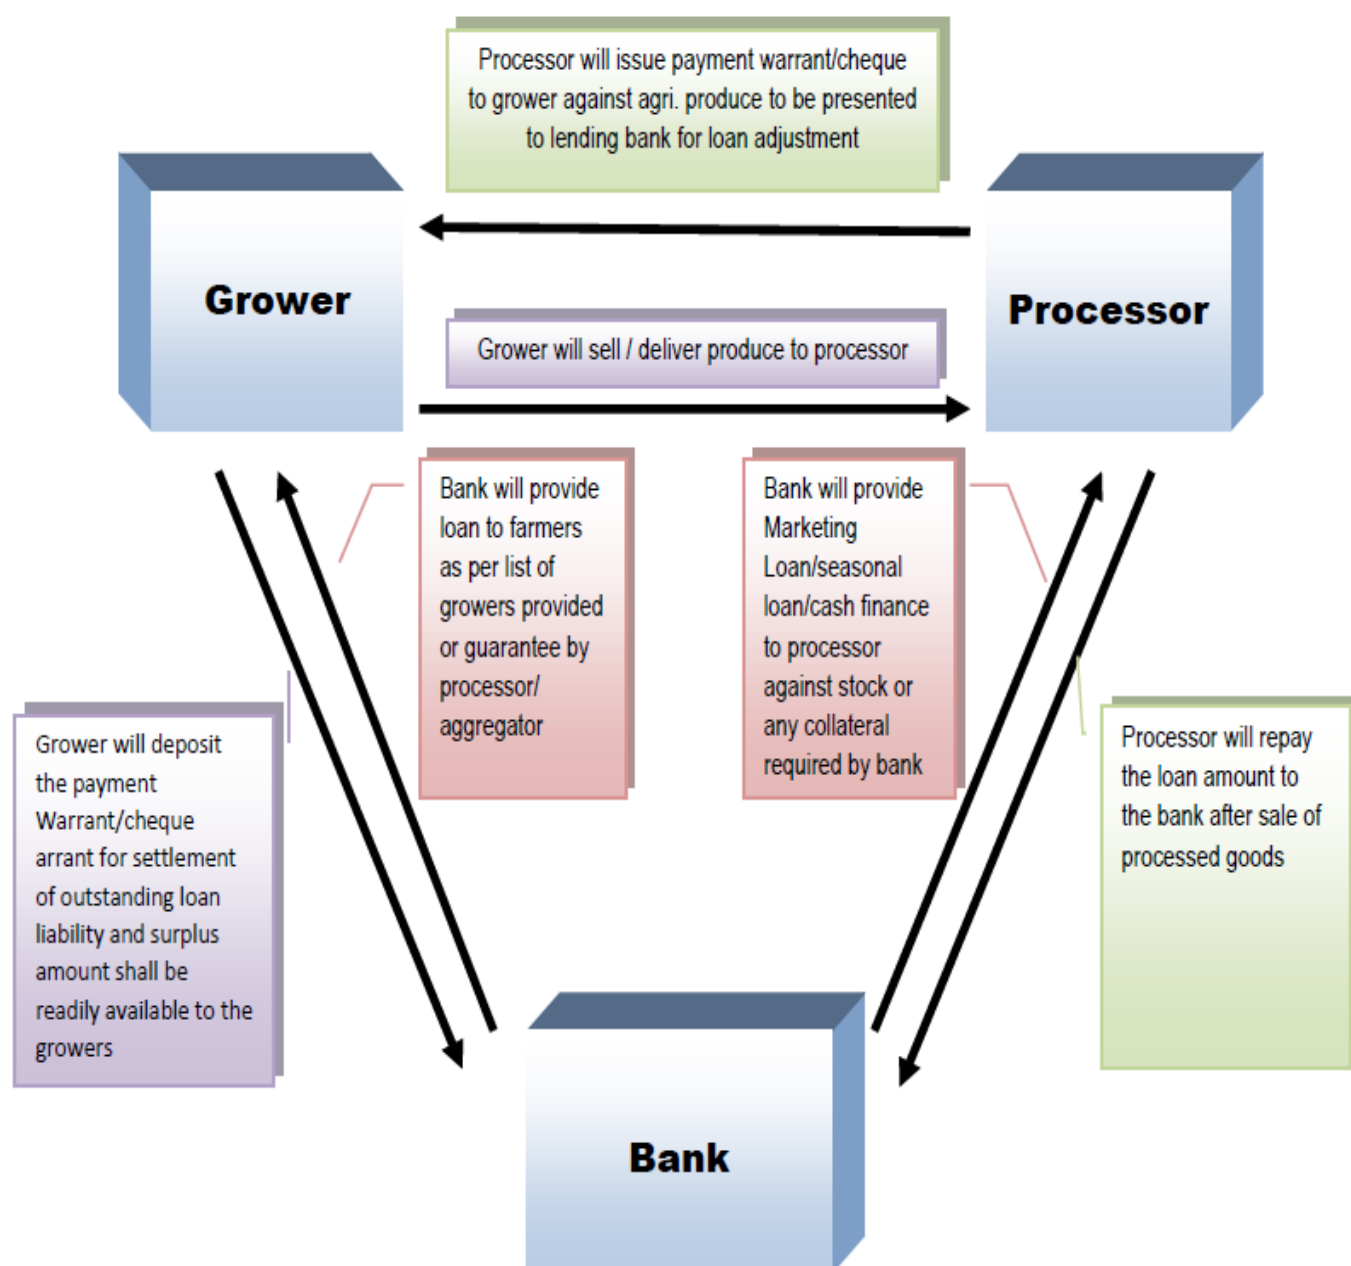 Processor will issue payment warrant/cheque
to grower against agri. produce to be presented
to lending bank for loan adjustment
Grower
Processor
Grower will sell / deliver produce to processor
Bank will provide
loan to farmers
as per list of
growers provided
or guarantee by
processor/
aggregator
Bank will provide
Marketing
Loan/seasonal
loan/cash finance
to processor
against stock or
any collateral
required by bank
Grower will deposit
the payment
Warrant/cheque
arrant for settlement
of outstanding loan
liability and surplus
amount shall be
readily available to the
growers
Processor will repay
the loan amount to
the bank after sale of
processed goods
Bank